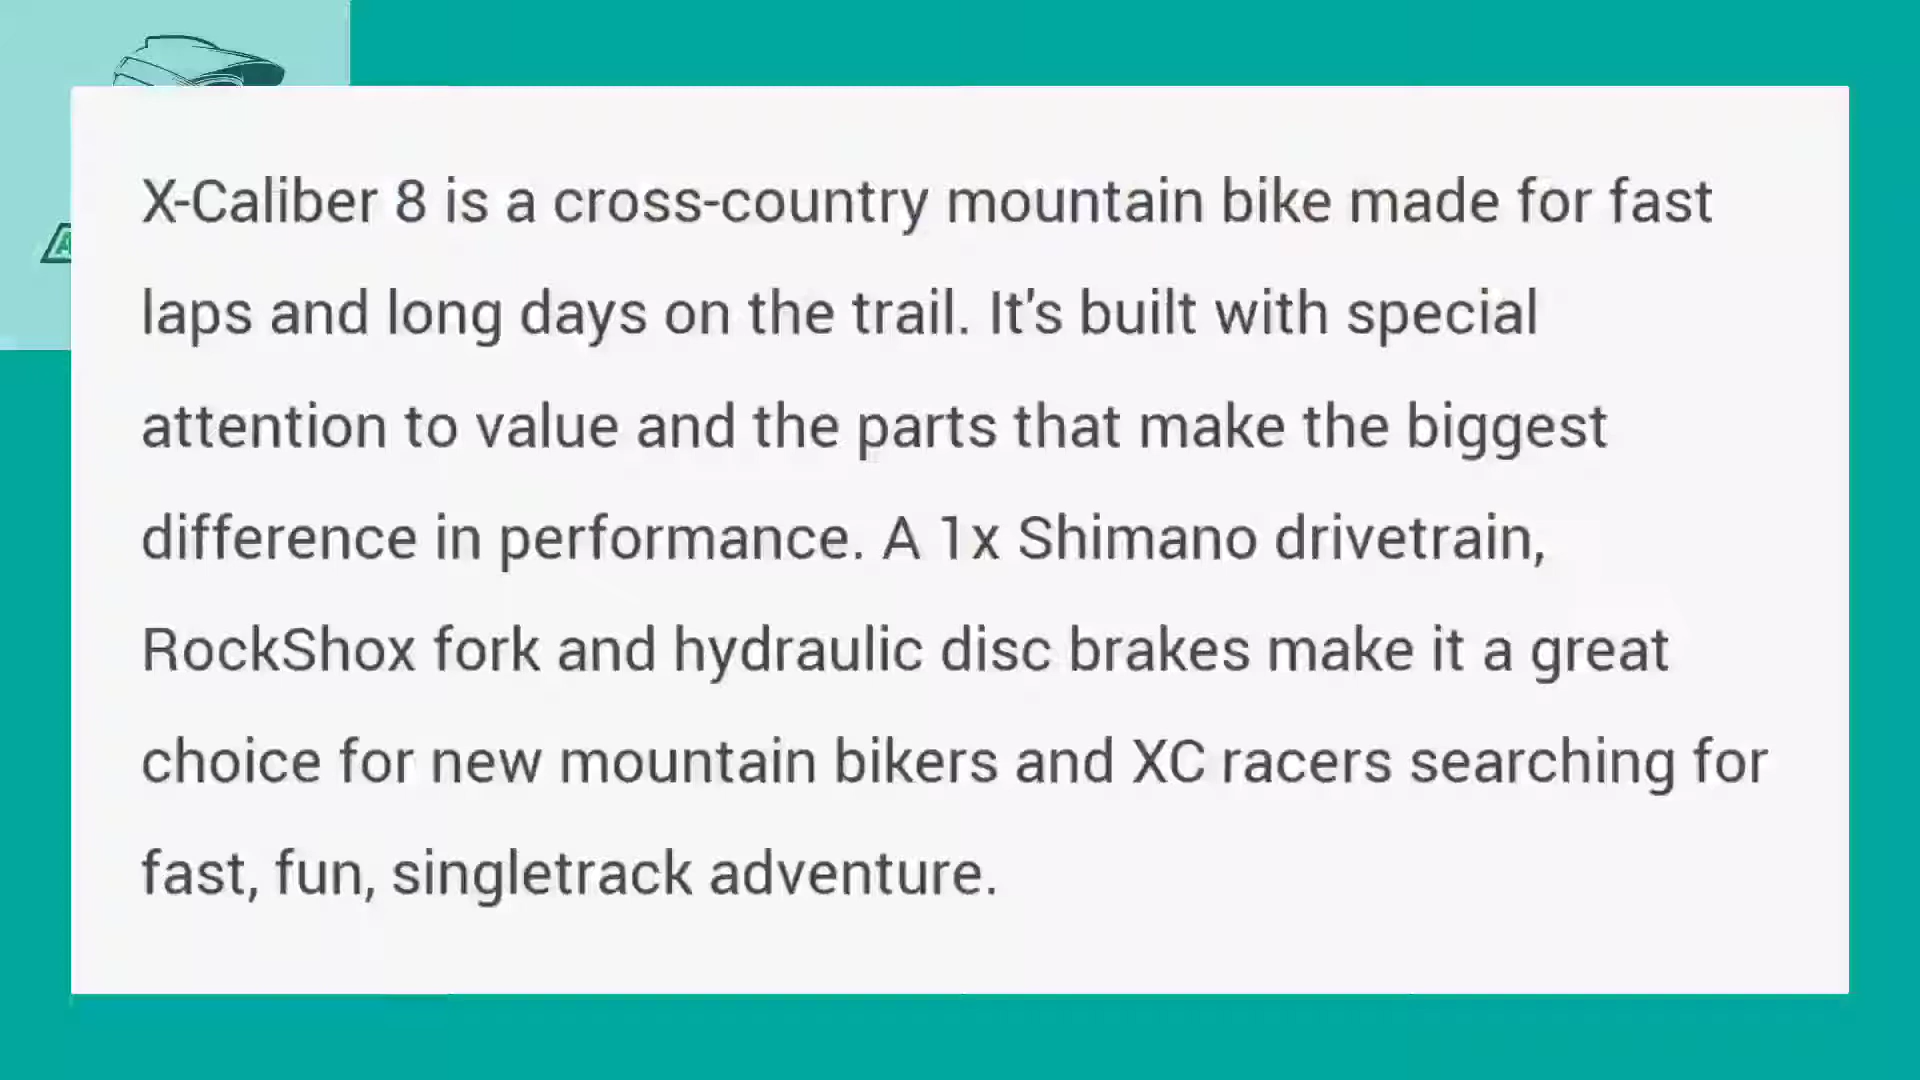 X-Caliber 8 is a cross-country mountain bike made for fast
laps and long days on the trail. It's built with special
attention to value and the parts that make the biggest
difference in performance. A 1x Shimano drivetrain,
RockShox fork and hydraulic disc brakes make it a great
choice for new mountain bikers and XC racers searching for
fast, fun, singletrack adventure.